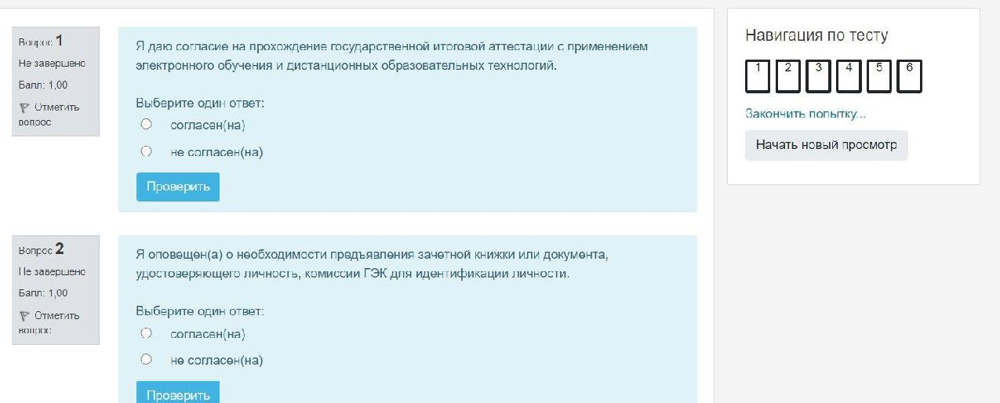 Вопрос 1
Не завершено
Балл: 1,00
Отметить
вопрос
Я даю согласие на прохождение государственной итоговой аттестации с применением
электронного обучения и дистанционных образовательных технологий.
Выберите один ответ:
согласен(на)
не согласен(на)
Проверить
Вопрос 2
Не завершено
Балл: 1,00
Отметить
вопрос
Я оповещен(а) о необходимости предъявления зачетной книжки или документа,
удостоверяющего личность, комиссии ГЭК для идентификации личности.
Выберите один ответ:
согласен(на)
не согласен(на)
Проверить
Навигация по тесту
1 2 3 4 5 6
Закончить попытку...
Начать новый просмотр